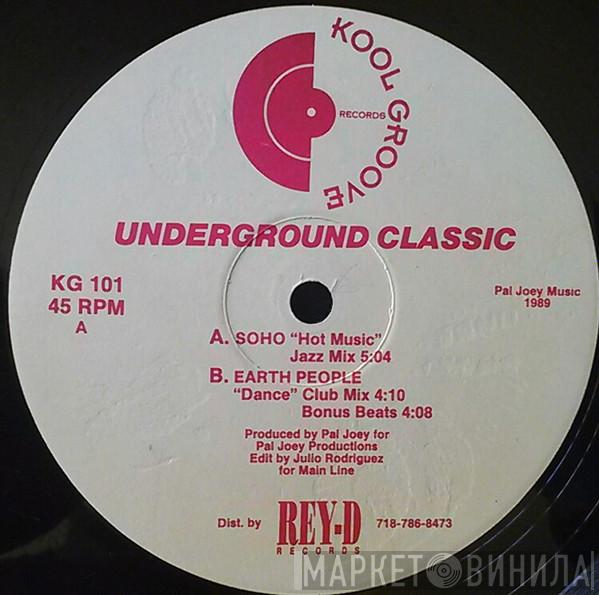 KOOL GROOVE
RECORDS
UNDERGROUND CLASSIC
KG 101
45 RPM
A
Pal Joey Music
1989
A. SOHO "Hot Music"
Jazz Mix 5:04
B. EARTH PEOPLE
"Dance" Club Mix 4:10
Bonus Beats 4:08
Produced by Pal Joey for
Pal Joey Productions
Edit by Julio Rodriguez
for Main Line
Dist. by REY-D 718-786-8473
RECORDS
МАРКЕТ ВИНИЛА